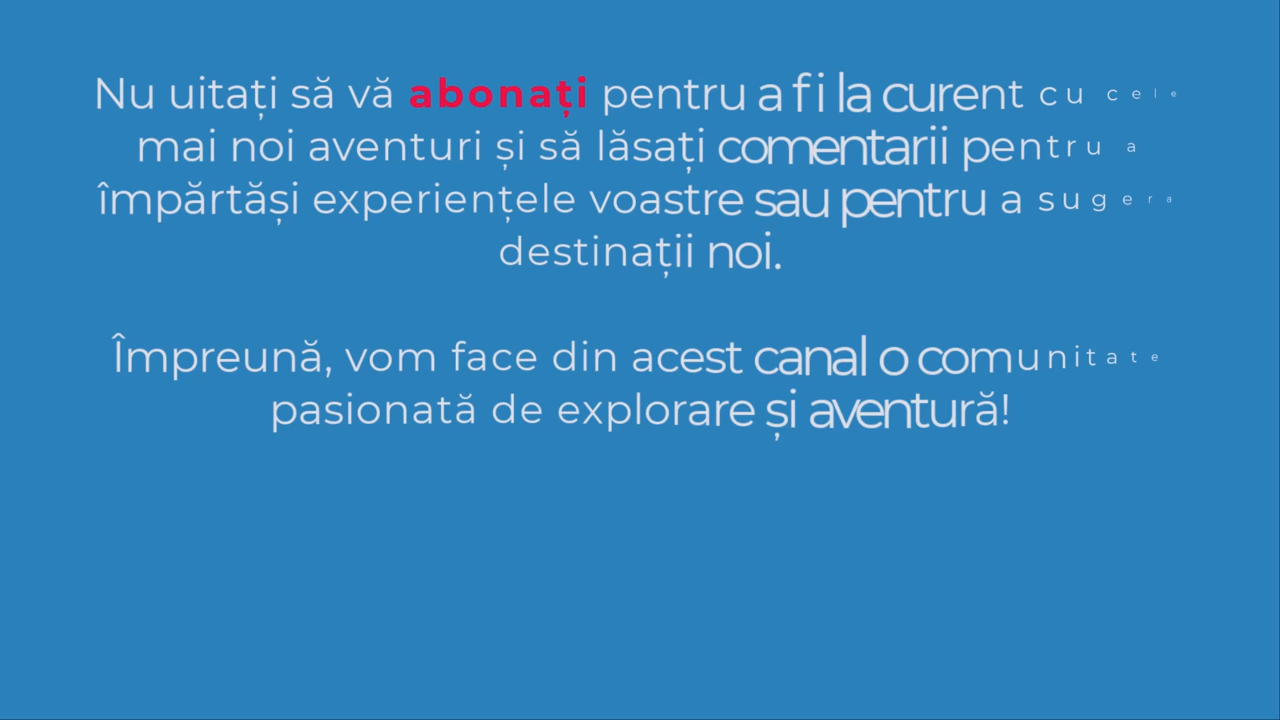 Nu uitați să vă abonați pentru a fi la curent cu cele
mai noi aventuri și să lăsați comentarii pentru a
împărtăși experiențele voastre sau pentru a sugera
destinații noi.
Împreună, vom face din acest canal o comunitate
pasionată de explorare și aventură!